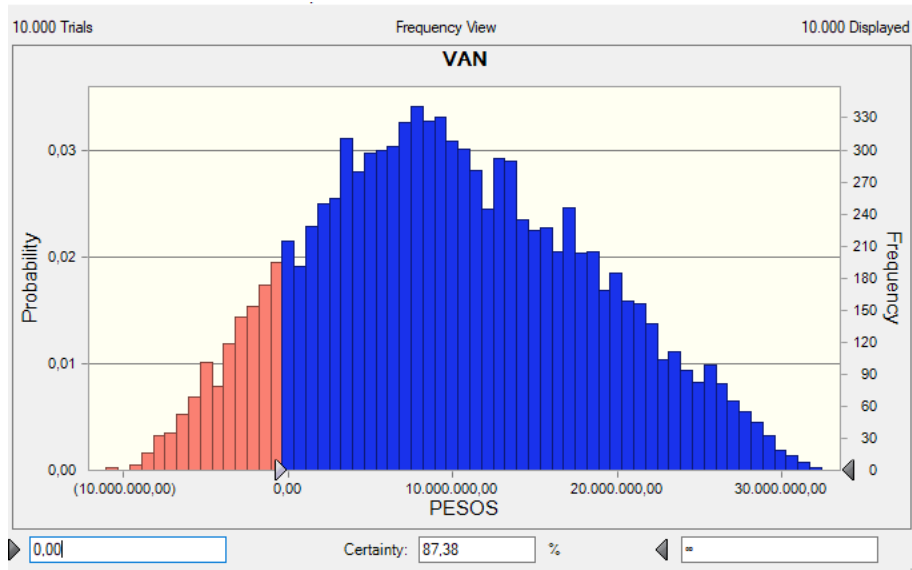 10.000 Trials Frequency View 10.000 Displayed
VAN
Probability
0,03
0,02
0,01
0,00
330
300
270
240
210
180
150
120
90
60
30
0
Frequency
(10.000.000,00) 0,00 10.000.000,00 20.000.000,00 30.000.000,00
PESOS
0,00 Certainty: 87,38 % ∞